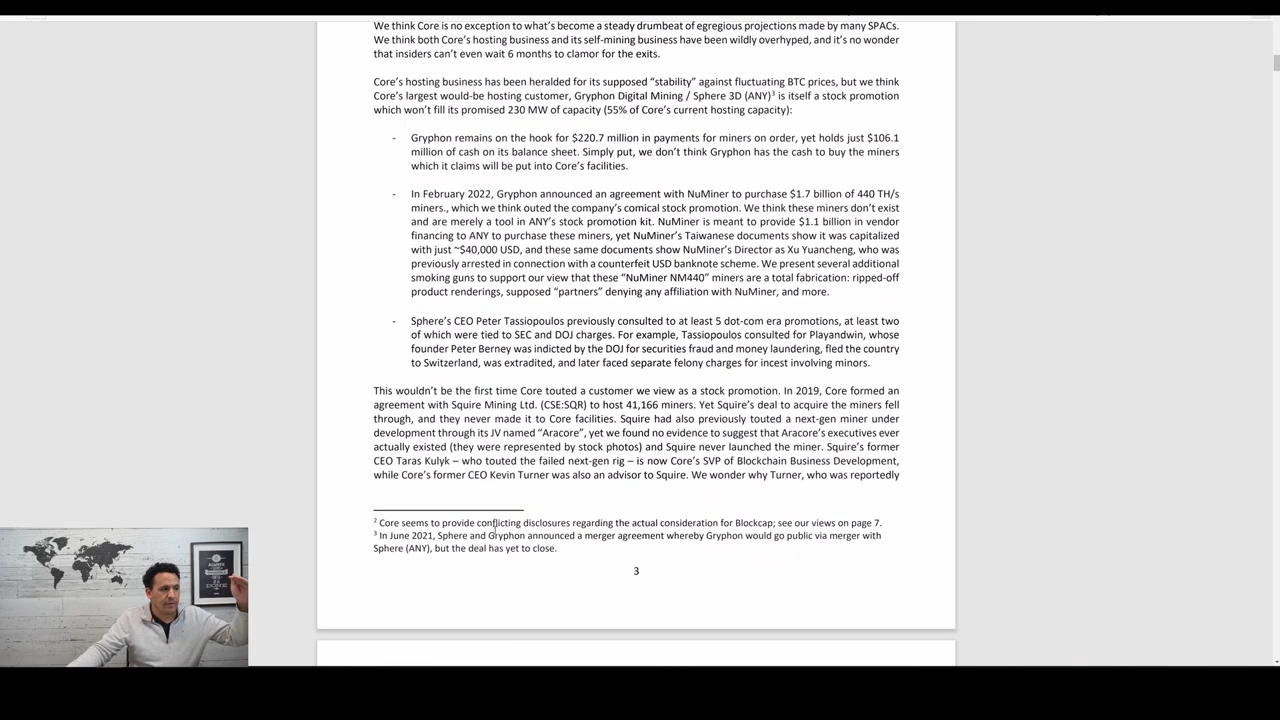 We think Core is no exception to what's become a steady drumbeat of egregious projections made by many SPACs.
We think both Core's hosting business and its self-mining business have been wildly overhyped, and it's no wonder
that insiders can't even wait 6 months to clamor for the exits.
Core's hosting business has been heralded for its supposed "stability" against fluctuating BTC prices, but we think
Core's largest would-be hosting customer, Gryphon Digital Mining / Sphere 3D (ANY)3 is itself a stock promotion
which won't fill its promised 230 MW of capacity (55% of Core's current hosting capacity):
- Gryphon remains on the hook for $220.7 million in payments for miners on order, yet holds just $106.1
million of cash on its balance sheet. Simply put, we don't think Gryphon has the cash to buy the miners
which it claims will be put into Core's facilities.
- In February 2022, Gryphon announced an agreement with NuMiner to purchase $1.7 billion of 440 TH/s
miners., which we think outed the company's comical stock promotion. We think these miners don't exist
and are merely a tool in ANY's stock promotion kit. NuMiner is meant to provide $1.1 billion in vendor
financing to ANY to purchase these miners, yet NuMiner's Taiwanese documents show it was capitalized
with just ~$40,000 USD, and these same documents show NuMiner's Director as Xu Yuancheng, who was
previously arrested in connection with a counterfeit USD banknote scheme. We present several additional
smoking guns to support our view that these "NuMiner NM440" miners are a total fabrication: ripped-off
product renderings, supposed "partners" denying any affiliation with NuMiner, and more.
- Sphere's CEO Peter Tassiopoulos previously consulted to at least 5 dot-com era promotions, at least two
of which were tied to SEC and DOJ charges. For example, Tassiopoulos consulted for Playandwin, whose
founder Peter Berney was indicted by the DOJ for securities fraud and money laundering, fled the country
to Switzerland, was extradited, and later faced separate felony charges for incest involving minors.
This wouldn't be the first time Core touted a customer we view as a stock promotion. In 2019, Core formed an
agreement with Squire Mining Ltd. (CSE:SQR) to host 41,166 miners. Yet Squire's deal to acquire the miners fell
through, and they never made it to Core facilities. Squire had also previously touted a next-gen miner under
development through its JV named "Aracore", yet we found no evidence to suggest that Aracore's executives ever
actually existed (they were represented by stock photos) and Squire never launched the miner. Squire's former
CEO Taras Kulyk – who touted the failed next-gen rig – is now Core's SVP of Blockchain Business Development,
while Core's former CEO Kevin Turner was also an advisor to Squire. We wonder why Turner, who was reportedly
2 Core seems to provide conflicting disclosures regarding the actual consideration for Blockcap; see our views on page 7.
3 In June 2021, Sphere and Gryphon announced a merger agreement whereby Gryphon would go public via merger with
Sphere (ANY), but the deal has yet to close.
3
ALWAYS
DONE